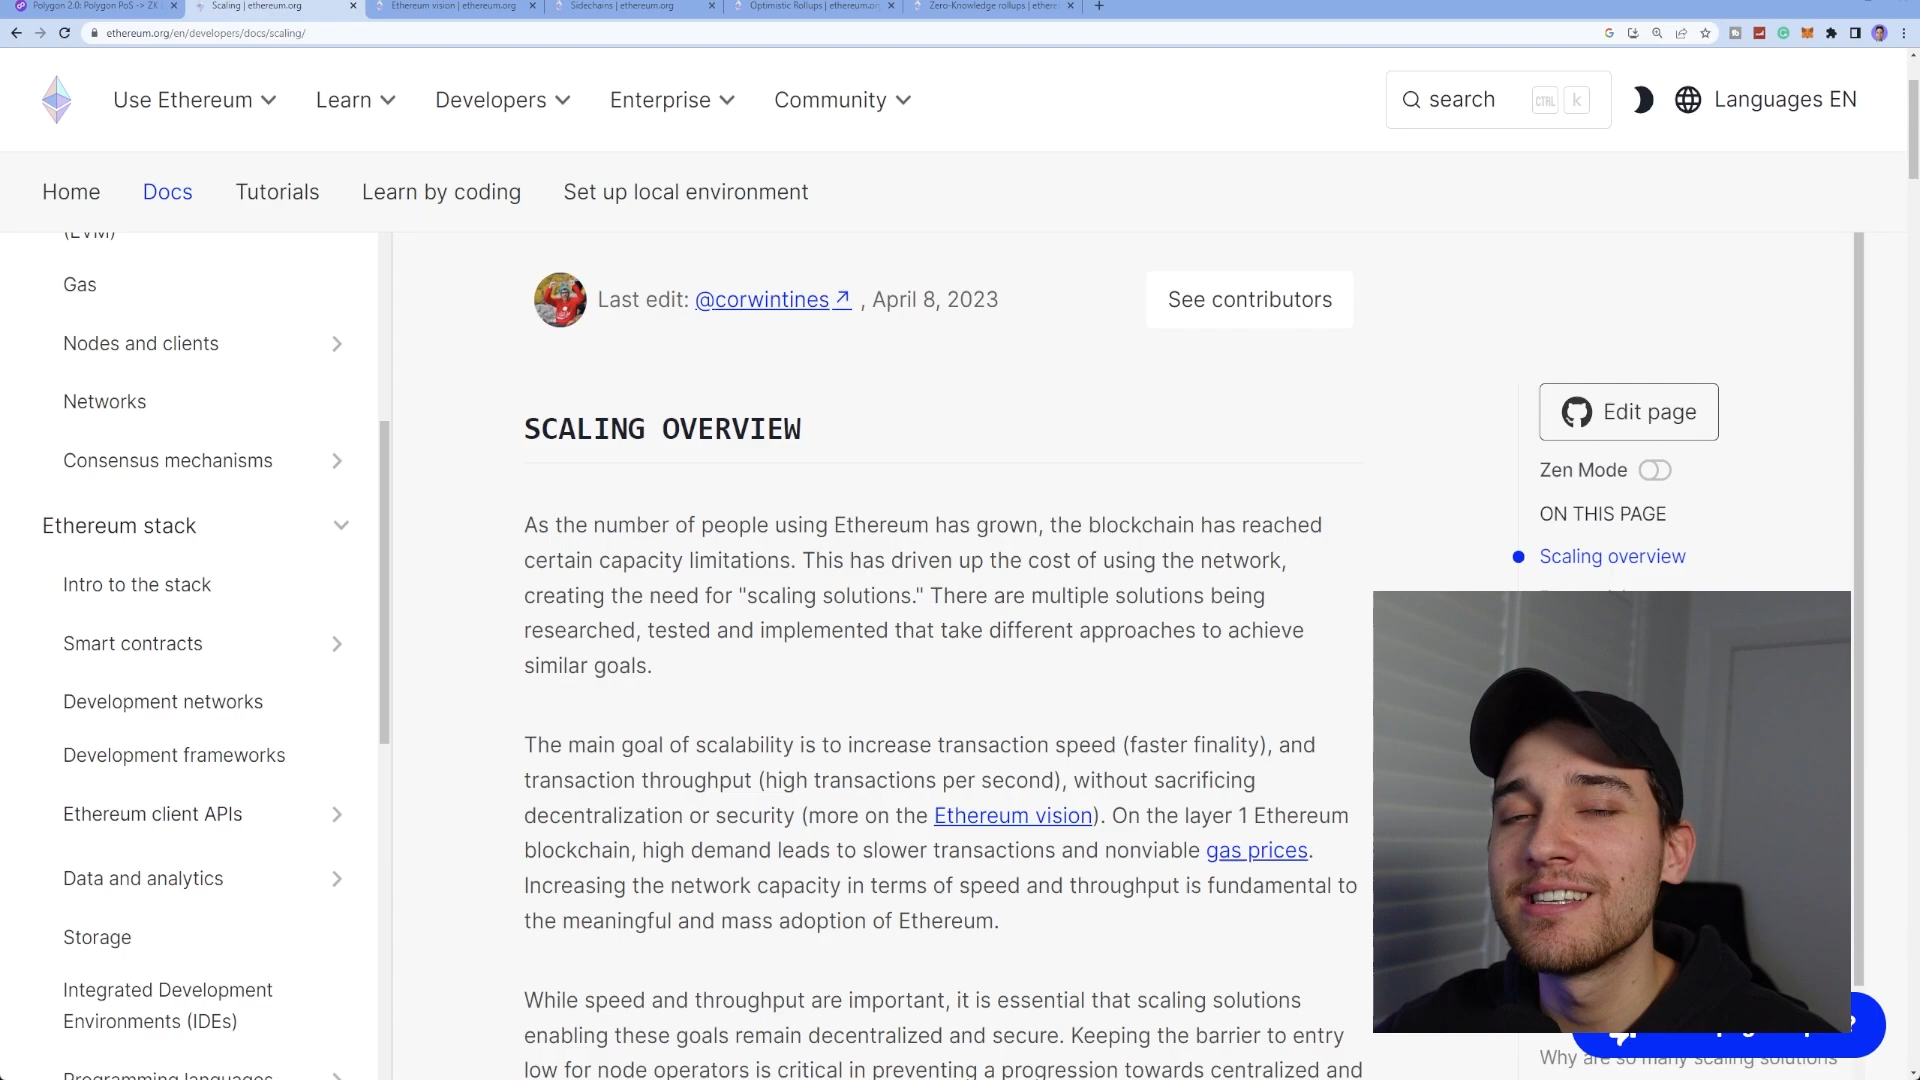 Polygon 2.0: Polygon PoS -> ZK
Scaling | ethereum.org
Ethereum vision | ethereum.org
Sidechains | ethereum.org
Optimistic Rollups | ethereum.org
Zero-Knowledge rollups | ethere
ethereum.org/en/developers/docs/scaling/
Use Ethereum
Learn
Developers
Enterprise
Community
search
CTRL
k
Languages EN
Home
Docs
Tutorials
Learn by coding
Set up local environment
(EVM)
Gas
Nodes and clients
Networks
Consensus mechanisms
Ethereum stack
Intro to the stack
Smart contracts
Development networks
Development frameworks
Ethereum client APIs
Data and analytics
Storage
Integrated Development
Environments (IDEs)
Programming languages
Last edit: @corwintines , April 8, 2023
See contributors
SCALING OVERVIEW
As the number of people using Ethereum has grown, the blockchain has reached
certain capacity limitations. This has driven up the cost of using the network,
creating the need for "scaling solutions." There are multiple solutions being
researched, tested and implemented that take different approaches to achieve
similar goals.
The main goal of scalability is to increase transaction speed (faster finality), and
transaction throughput (high transactions per second), without sacrificing
decentralization or security (more on the Ethereum vision). On the layer 1 Ethereum
blockchain, high demand leads to slower transactions and nonviable gas prices.
Increasing the network capacity in terms of speed and throughput is fundamental to
the meaningful and mass adoption of Ethereum.
While speed and throughput are important, it is essential that scaling solutions
enabling these goals remain decentralized and secure. Keeping the barrier to entry
low for node operators is critical in preventing a progression towards centralized and
Edit page
Zen Mode
ON THIS PAGE
Scaling overview
Why are so many scaling solutions